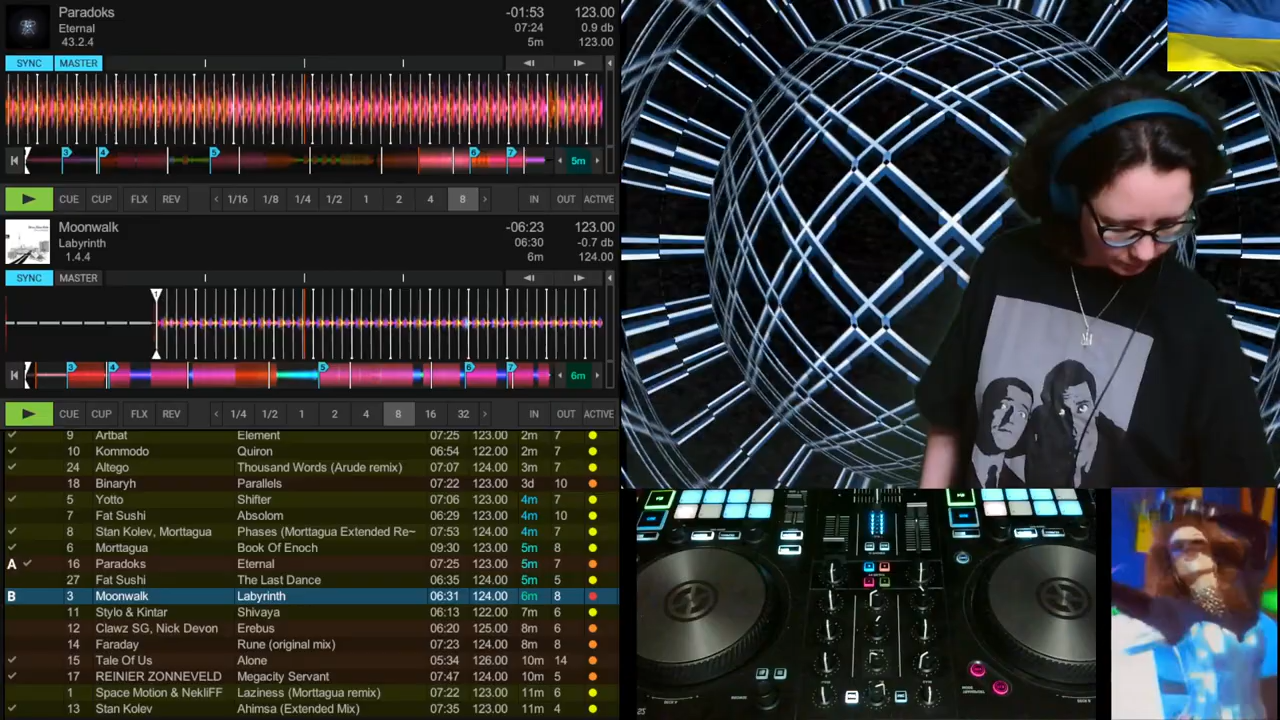 Paradoks -01:53 123.00
Eternal 07:24 0.9 db
43.2.4 5m 123.00
SYNC MASTER
3 4 5 6 7 5m
CUE CUP FLX REV 1/16 1/8 1/4 1/2 1 2 4 8 IN OUT ACTIVE
Moonwalk -06:23 123.00
Labyrinth 06:30 -0.7 db
1.4.4 6m 124.00
SYNC MASTER
1
3 4 5 6 7 6m
CUE CUP FLX REV 1/4 1/2 1 2 4 8 16 32 IN OUT ACTIVE
9 Artbat Element 07:25 123.00 2m 7
10 Kommodo Quiron 06:54 122.00 2m 7
24 Altego Thousand Words (Arude remix) 07:07 124.00 3m 7
18 Binaryh Parallels 07:22 123.00 3d 10
5 Yotto Shifter 07:06 123.00 4m 7
7 Fat Sushi Absolom 06:29 123.00 4m 10
8 Stan Kolev, Morttagua Phases (Morttagua Extended Re~ 07:53 124.00 4m 7
6 Morttagua Book Of Enoch 09:30 123.00 5m 8
A 16 Paradoks Eternal 07:25 123.00 5m 7
27 Fat Sushi The Last Dance 06:35 124.00 5m 5
B 3 Moonwalk Labyrinth 06:31 124.00 6m 8
11 Stylo & Kintar Shivaya 06:13 122.00 7m 6
12 Clawz SG, Nick Devon Erebus 06:20 125.00 8m 6
14 Faraday Rune (original mix) 07:23 124.00 8m 8
15 Tale Of Us Alone 05:34 126.00 10m 14
17 REINIER ZONNEVELD Megacity Servant 07:47 124.00 10m 5
1 Space Motion & NekliFF Laziness (Morttagua remix) 07:22 123.00 11m 6
13 Stan Kolev Ahimsa (Extended Mix) 07:35 123.00 11m 4